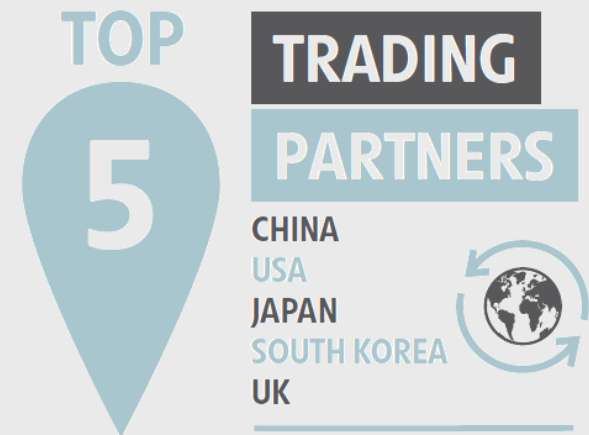 TOP
5
TRADING
PARTNERS
CHINA
USA
JAPAN
SOUTH KOREA
UK